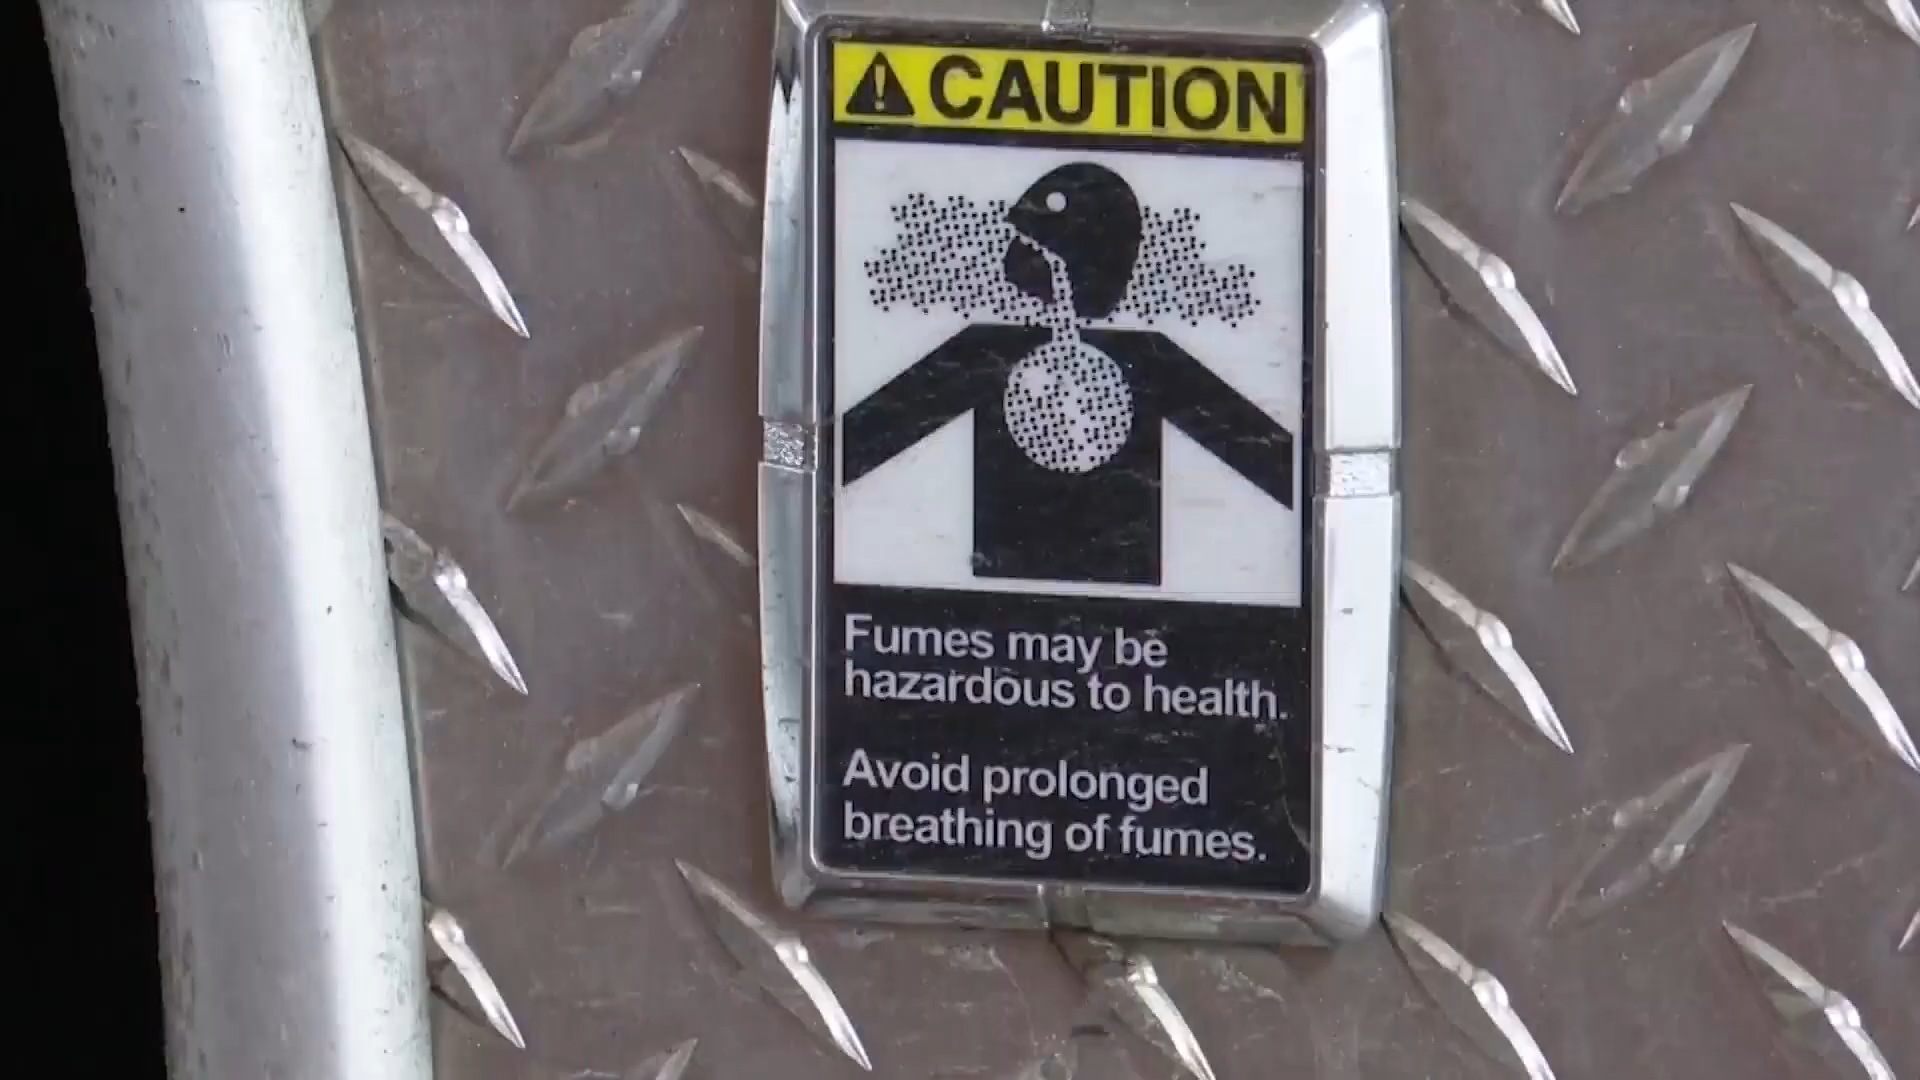 CAUTION
Fumes may be
hazardous to health.
Avoid prolonged
breathing of fumes.